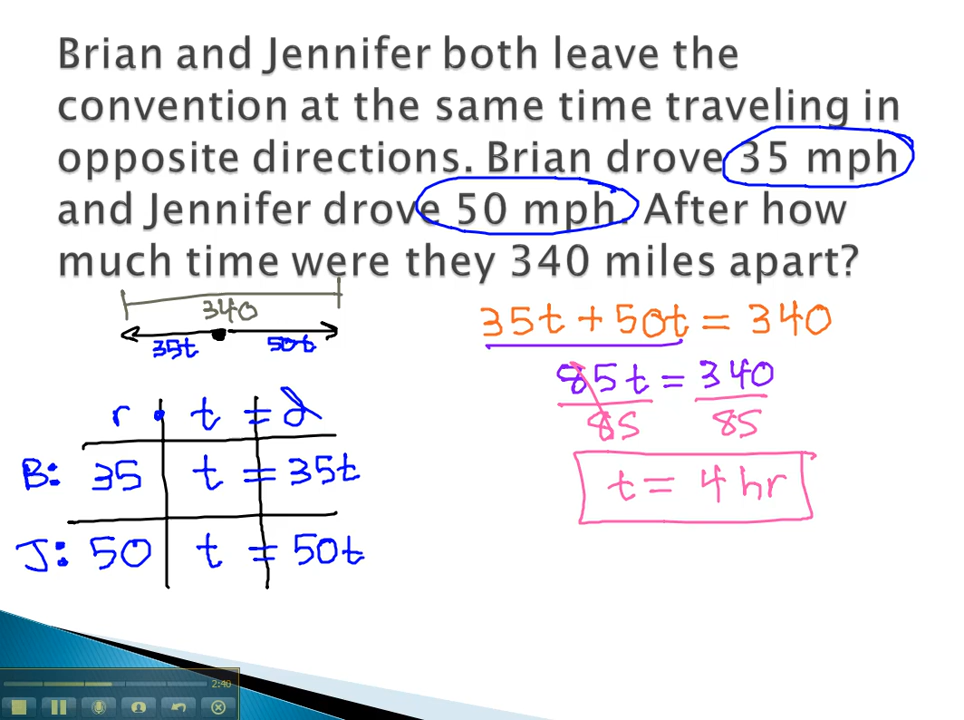 Brian and Jennifer both leave the
convention at the same time traveling in
opposite directions. Brian drove 35 mph
and Jennifer drove 50 mph. After how
much time were they 340 miles apart?
340
35t 50t
r · t = d
B: 35 t = 35t
J: 50 t = 50t
35t + 50t = 340
85t = 340
85 85
t = 4 hr
2:40